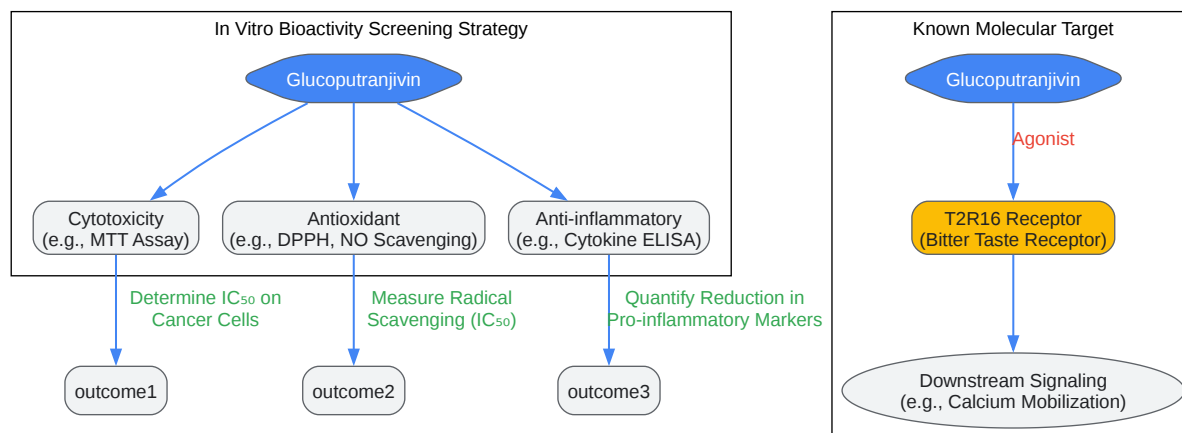 In Vitro Bioactivity Screening Strategy
Glucoputranjivin
Cytotoxicity
(e.g., MTT Assay)
Antioxidant
(e.g., DPPH, NO Scavenging)
Anti-inflammatory
(e.g., Cytokine ELISA)
Determine IC₅₀ on
Cancer Cells
Measure Radical
Scavenging (IC₅₀)
Quantify Reduction in
Pro-inflammatory Markers
outcome1
outcome2
outcome3
Known Molecular Target
Glucoputranjivin
Agonist
T2R16 Receptor
(Bitter Taste Receptor)
Downstream Signaling
(e.g., Calcium Mobilization)